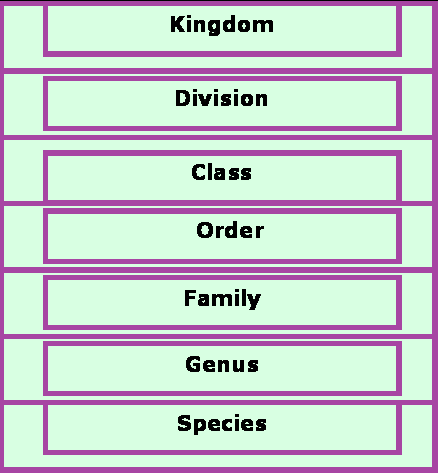 Kingdom
Division
Class
Order
Family
Genus
Species